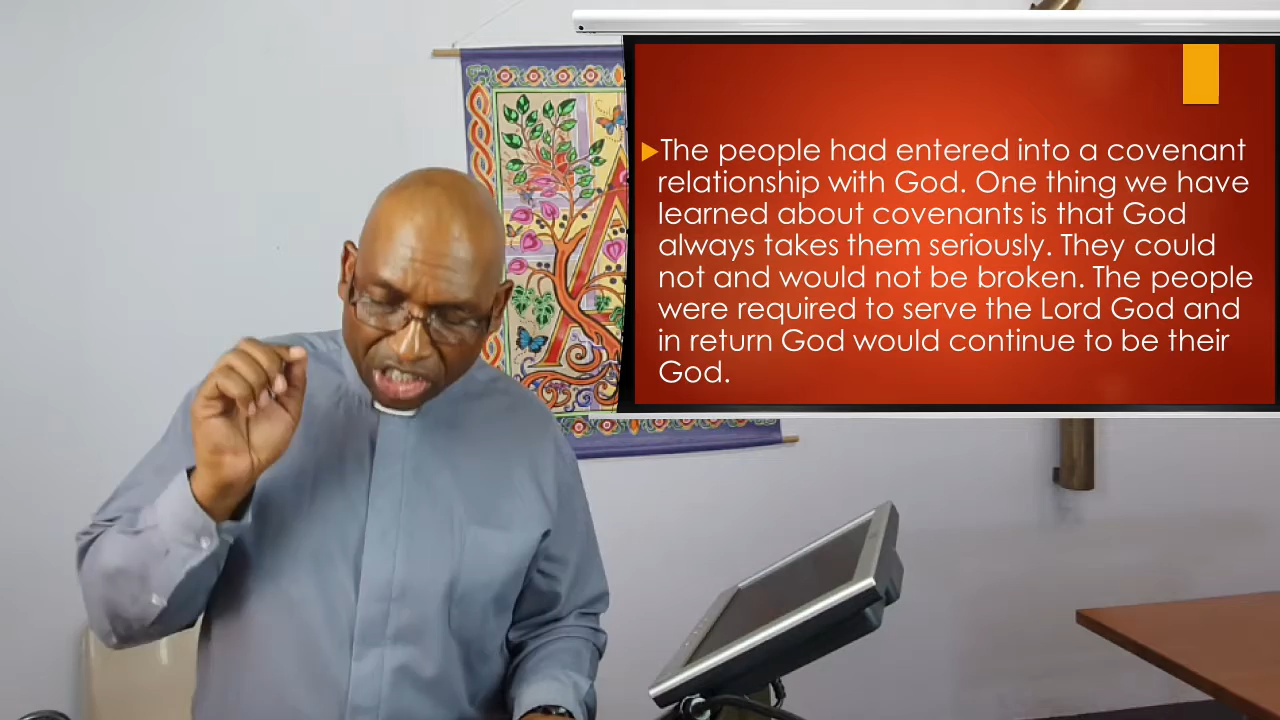 The people had entered into a covenant
relationship with God. One thing we have
learned about covenants is that God
always takes them seriously. They could
not and would not be broken. The people
were required to serve the Lord God and
in return God would continue to be their
God.